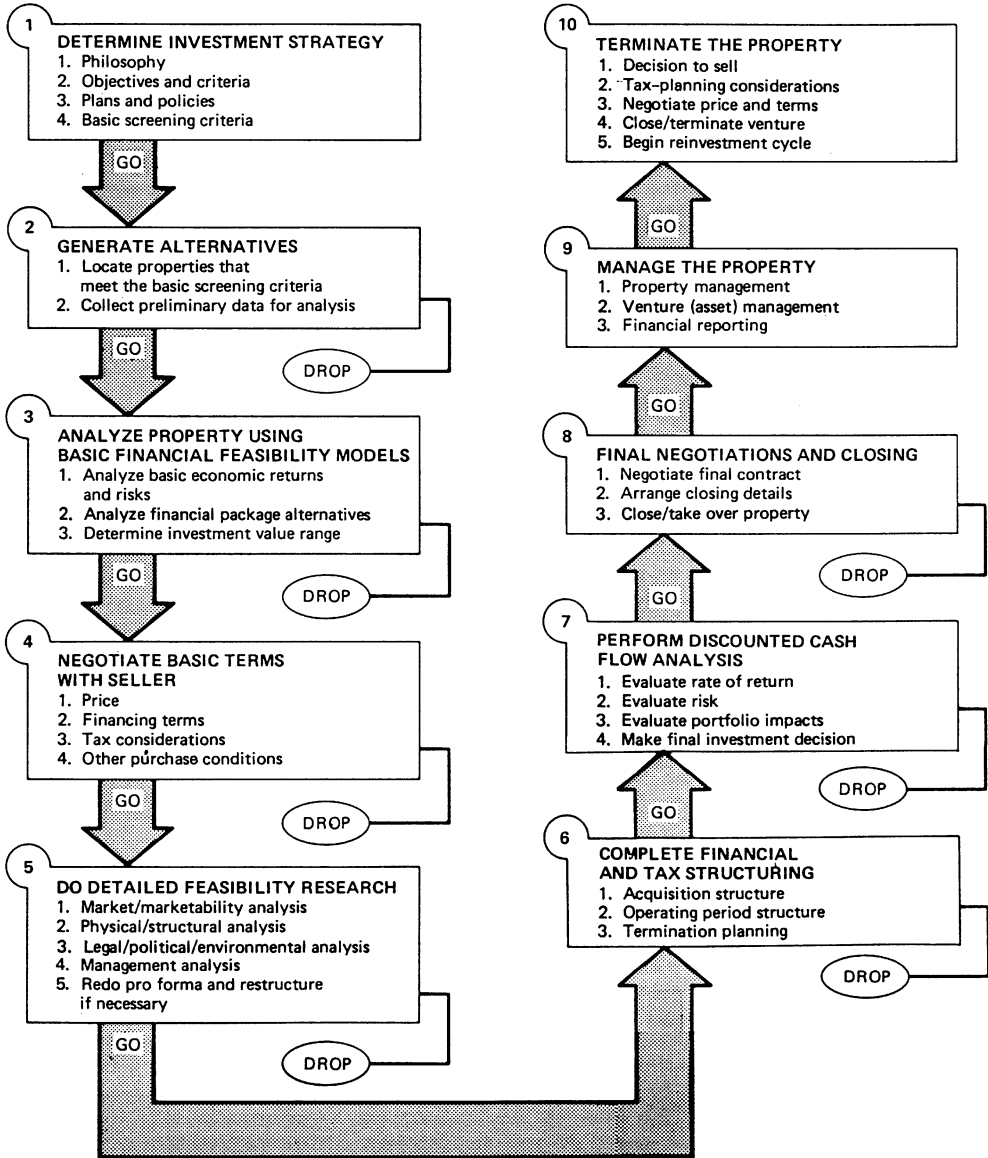 1
DETERMINE INVESTMENT STRATEGY
1. Philosophy
2. Objectives and criteria
3. Plans and policies
4. Basic screening criteria
GO
2
GENERATE ALTERNATIVES
1. Locate properties that
meet the basic screening criteria
2. Collect preliminary data for analysis
GO
DROP
3
ANALYZE PROPERTY USING
BASIC FINANCIAL FEASIBILITY MODELS
1. Analyze basic economic returns
and risks
2. Analyze financial package alternatives
3. Determine investment value range
GO
DROP
4
NEGOTIATE BASIC TERMS
WITH SELLER
1. Price
2. Financing terms
3. Tax considerations
4. Other purchase conditions
GO
DROP
5
DO DETAILED FEASIBILITY RESEARCH
1. Market/marketability analysis
2. Physical/structural analysis
3. Legal/political/environmental analysis
4. Management analysis
5. Redo pro forma and restructure
if necessary
GO
DROP
6
COMPLETE FINANCIAL
AND TAX STRUCTURING
1. Acquisition structure
2. Operating period structure
3. Termination planning
DROP
GO
7
PERFORM DISCOUNTED CASH
FLOW ANALYSIS
1. Evaluate rate of return
2. Evaluate risk
3. Evaluate portfolio impacts
4. Make final investment decision
DROP
GO
8
FINAL NEGOTIATIONS AND CLOSING
1. Negotiate final contract
2. Arrange closing details
3. Close/take over property
DROP
GO
9
MANAGE THE PROPERTY
1. Property management
2. Venture (asset) management
3. Financial reporting
GO
10
TERMINATE THE PROPERTY
1. Decision to sell
2. Tax-planning considerations
3. Negotiate price and terms
4. Close/terminate venture
5. Begin reinvestment cycle